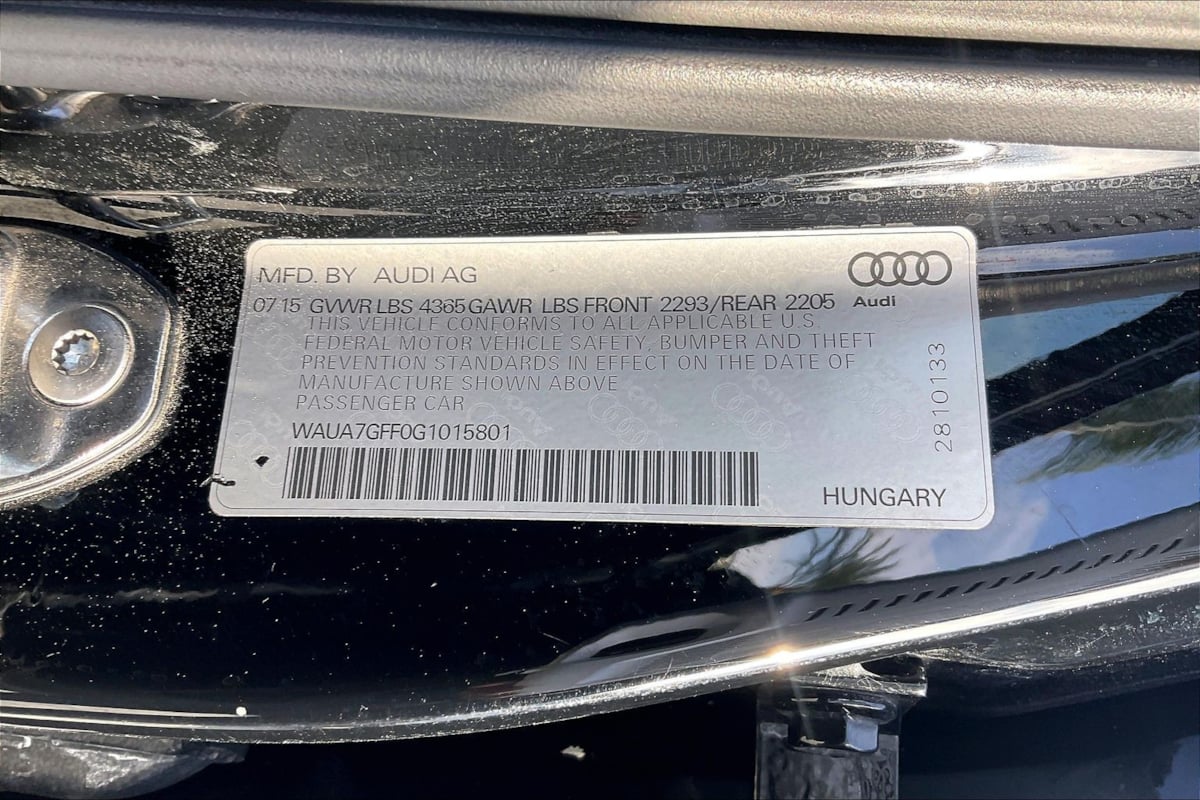 MFD. BY AUDI AG
Audi
07 15 GVWR LBS 4365 GAWR LBS FRONT 2293/REAR 2205
THIS VEHICLE CONFORMS TO ALL APPLICABLE U.S.
FEDERAL MOTOR VEHICLE SAFETY, BUMPER AND THEFT
PREVENTION STANDARDS IN EFFECT ON THE DATE OF
MANUFACTURE SHOWN ABOVE
PASSENGER CAR
WAUA7GFF0G1015801
HUNGARY
2810133